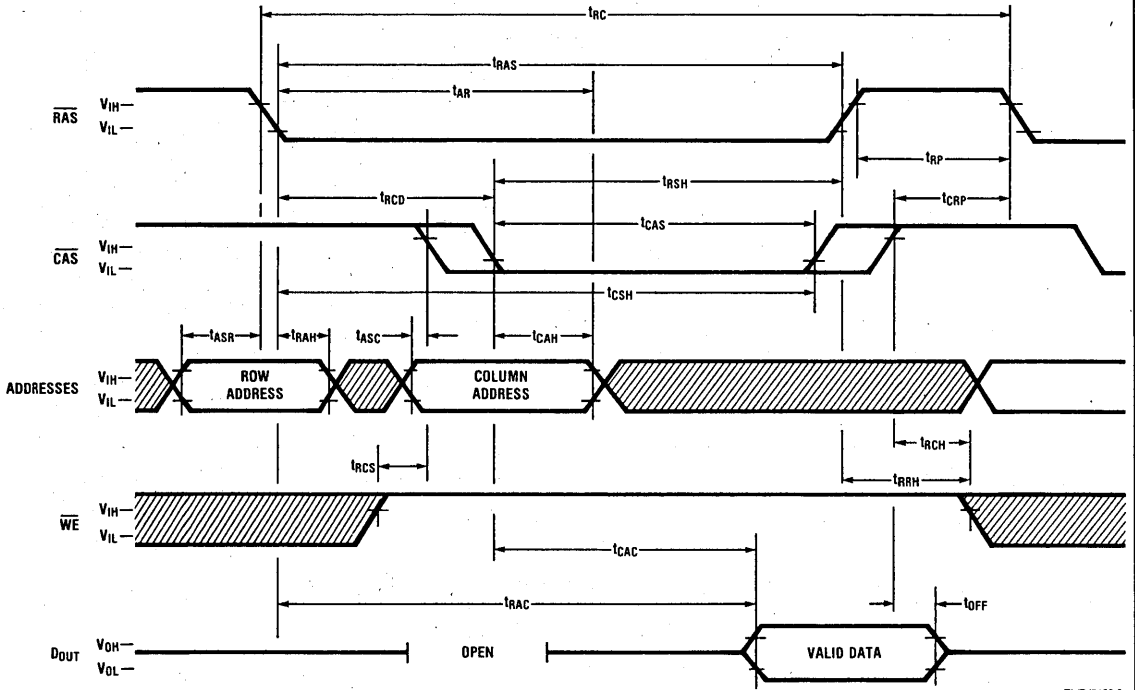 tRC
tRAS
tAR
RAS
VIH
VIL
tRP
tRCD
tRSH
tCRP
tCAS
CAS
VIH
VIL
tCSH
tASR
tRAH
tASC
tCAH
ADDRESSES
VIH
VIL
ROW
ADDRESS
COLUMN
ADDRESS
tRCH
tRCS
tRRH
WE
VIH
VIL
tCAC
tRAC
tOFF
DOUT
VOH
VOL
OPEN
VALID DATA